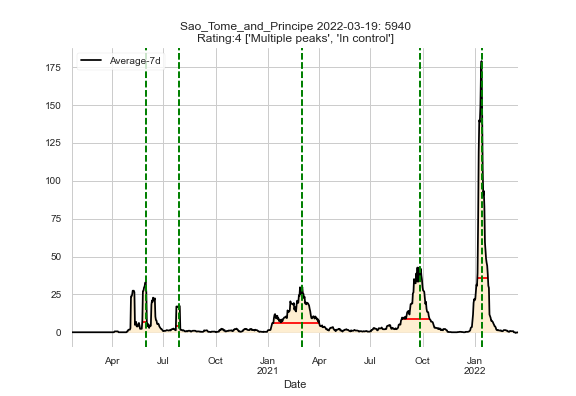 Sao_Tome_and_Principe 2022-03-19: 5940
Rating:4 ['Multiple peaks', 'In control']
Average-7d
175
150
125
100
75
50
25
0
Apr Jul Oct Jan Apr Jul Oct Jan
2021 2022
Date